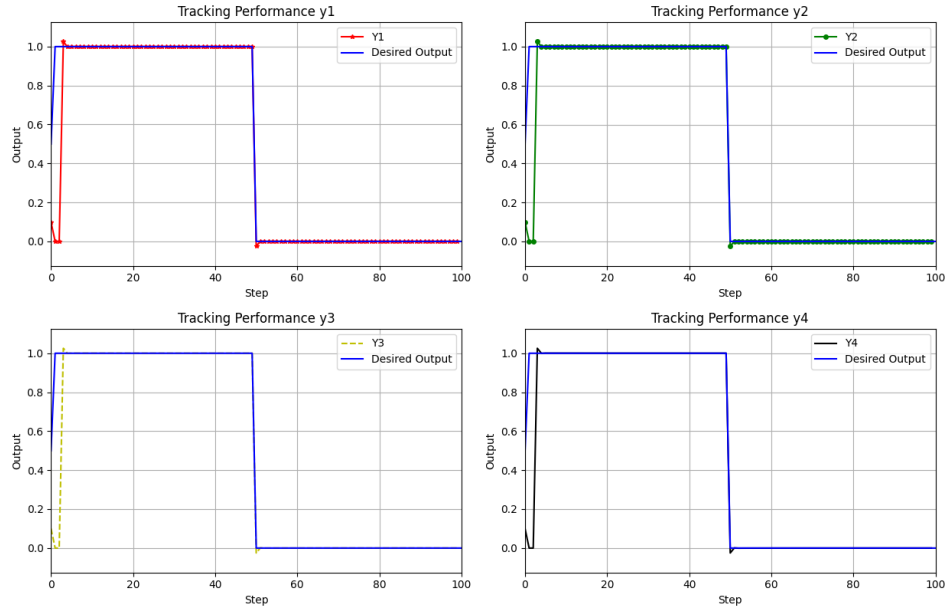 Tracking Performance y1
Y1
Desired Output
1.0
0.8
0.6
0.4
0.2
0.0
Output
0 20 40 60 80 100
Step
Tracking Performance y2
Y2
Desired Output
1.0
0.8
0.6
0.4
0.2
0.0
Output
0 20 40 60 80 100
Step
Tracking Performance y3
Y3
Desired Output
1.0
0.8
0.6
0.4
0.2
0.0
Output
0 20 40 60 80 100
Step
Tracking Performance y4
Y4
Desired Output
1.0
0.8
0.6
0.4
0.2
0.0
Output
0 20 40 60 80 100
Step